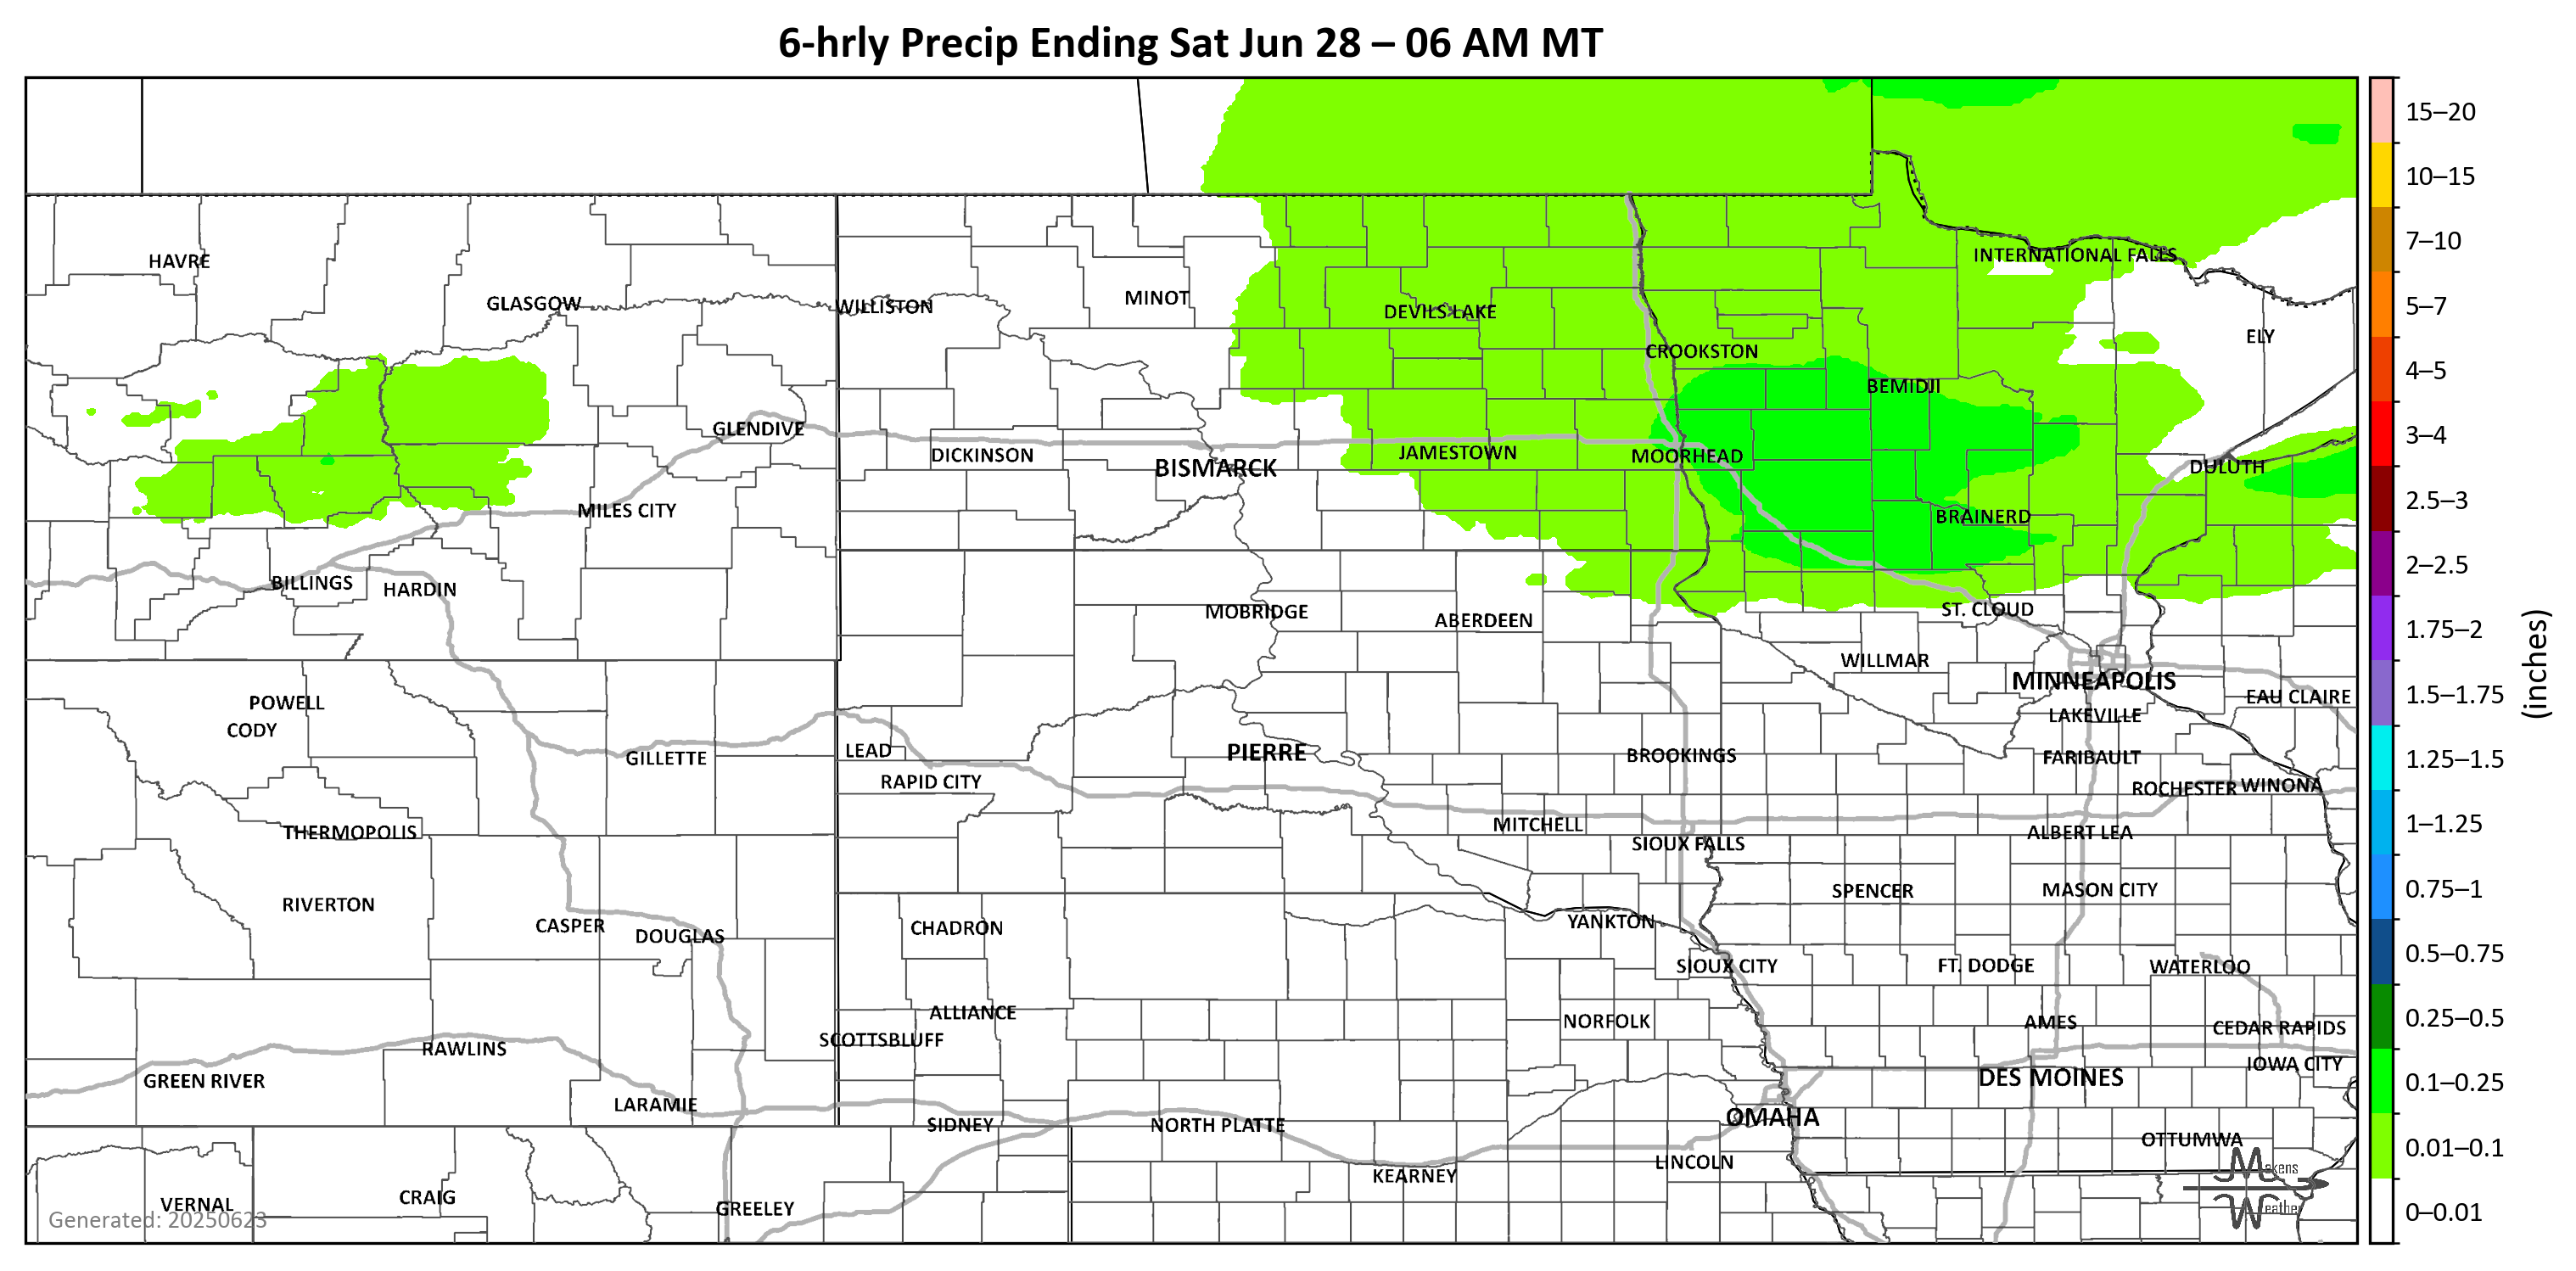 6-hrly Precip Ending Sat Jun 28 – 06 AM MT
15–20
10–15
7–10
5–7
4–5
3–4
2.5–3
2–2.5
1.75–2
1.5–1.75
1.25–1.5
1–1.25
0.75–1
0.5–0.75
0.25–0.5
0.1–0.25
0.01–0.1
0–0.01
(inches)
HAVRE
INTERNATIONAL FALLS
GLASGOW
WILLISTON
MINOT
DEVILS LAKE
ELY
CROOKSTON
BEMIDJI
GLENDIVE
DICKINSON
BISMARCK
JAMESTOWN
MOORHEAD
DULUTH
MILES CITY
BRAINERD
BILLINGS
HARDIN
MOBRIDGE
ABERDEEN
ST. CLOUD
WILLMAR
MINNEAPOLIS
POWELL
EAU CLAIRE
CODY
LAKEVILLE
GILLETTE
LEAD
PIERRE
BROOKINGS
FARIBAULT
RAPID CITY
ROCHESTER
WINONA
THERMOPOLIS
MITCHELL
ALBERT LEA
SIOUX FALLS
RIVERTON
SPENCER
MASON CITY
CASPER
DOUGLAS
CHADRON
YANKTON
SIOUX CITY
FT. DODGE
WATERLOO
ALLIANCE
NORFOLK
AMES
CEDAR RAPIDS
SCOTTSBLUFF
RAWLINS
IOWA CITY
GREEN RIVER
DES MOINES
LARAMIE
SIDNEY
NORTH PLATTE
OMAHA
OTTUMWA
LINCOLN
KEARNEY
VERNAL
CRAIG
GREELEY
Generated: 20250623
Makens
Weather